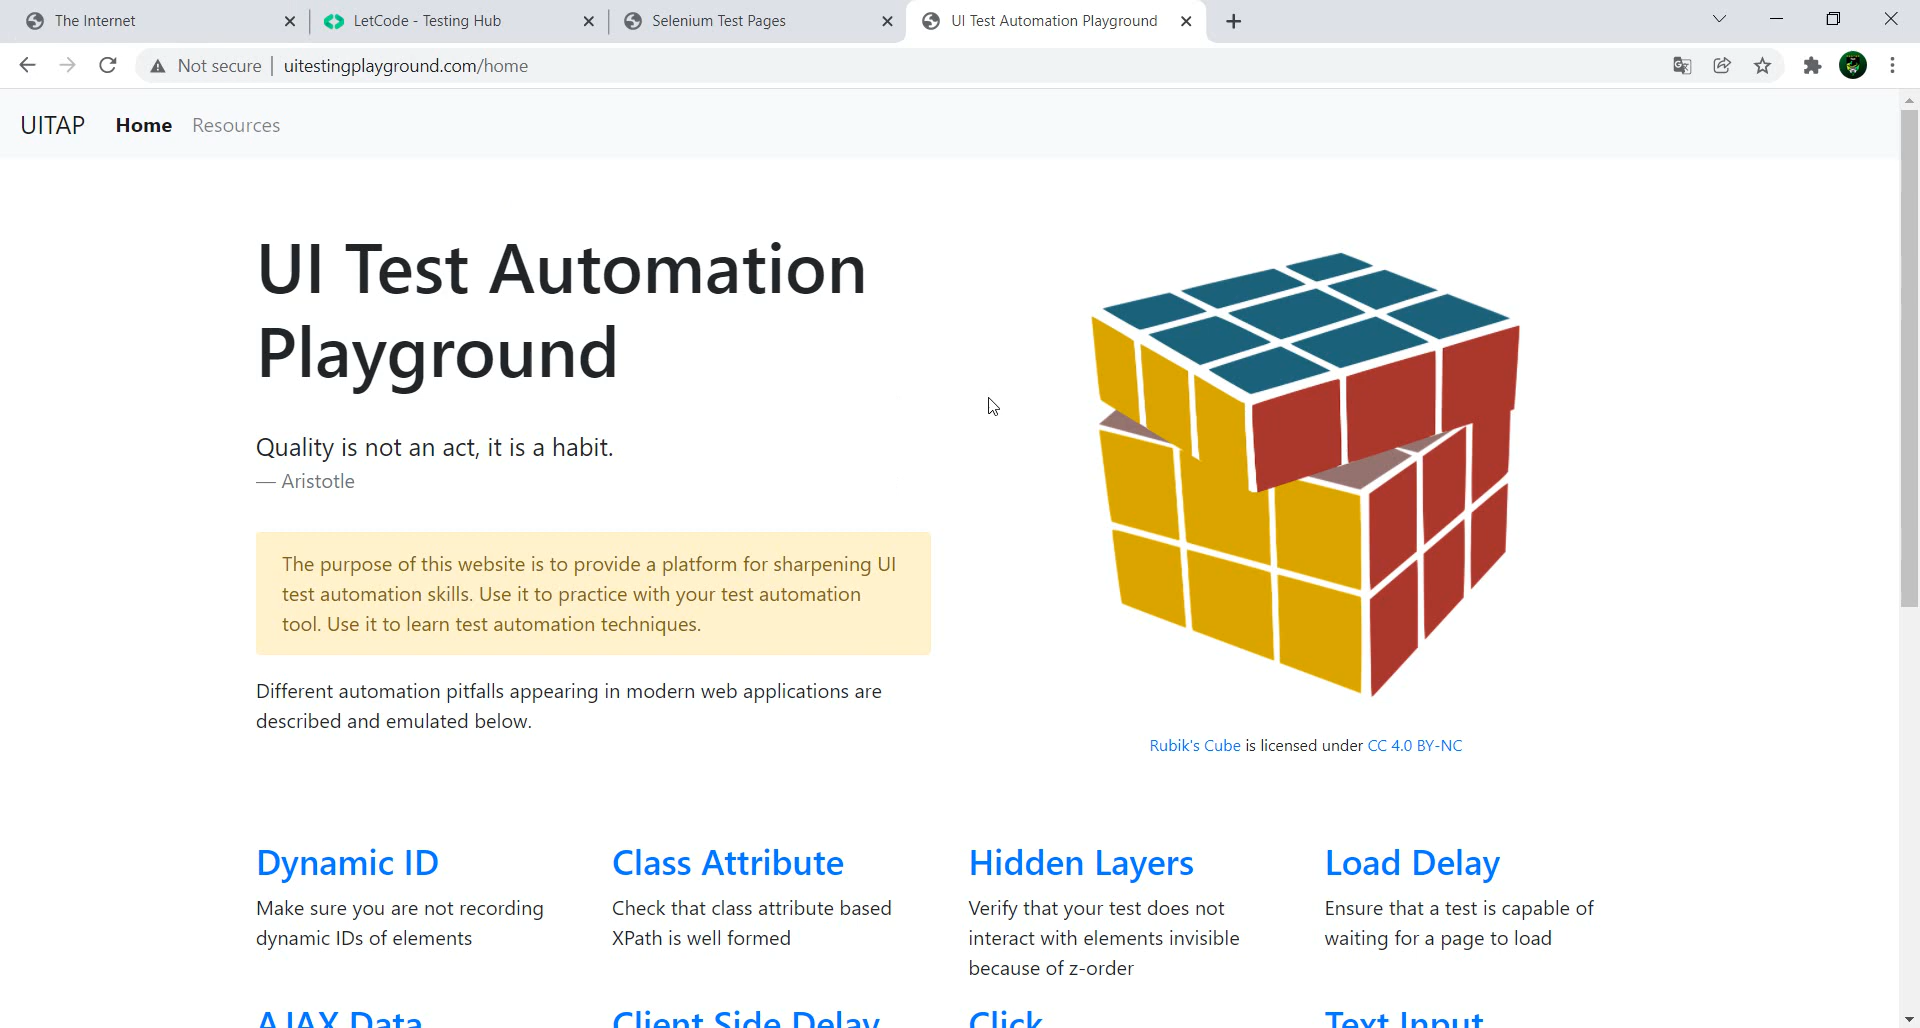 The Internet
LetCode - Testing Hub
Selenium Test Pages
UI Test Automation Playground
Not secure
uitestingplayground.com/home
UITAP
Home
Resources
UI Test Automation
Playground
Quality is not an act, it is a habit.
— Aristotle
The purpose of this website is to provide a platform for sharpening UI
test automation skills. Use it to practice with your test automation
tool. Use it to learn test automation techniques.
Different automation pitfalls appearing in modern web applications are
described and emulated below.
Rubik's Cube is licensed under CC 4.0 BY-NC
Dynamic ID
Make sure you are not recording
dynamic IDs of elements
Class Attribute
Check that class attribute based
XPath is well formed
Hidden Layers
Verify that your test does not
interact with elements invisible
because of z-order
Load Delay
Ensure that a test is capable of
waiting for a page to load
AJAX Data
Client Side Delay
Click
Text Input